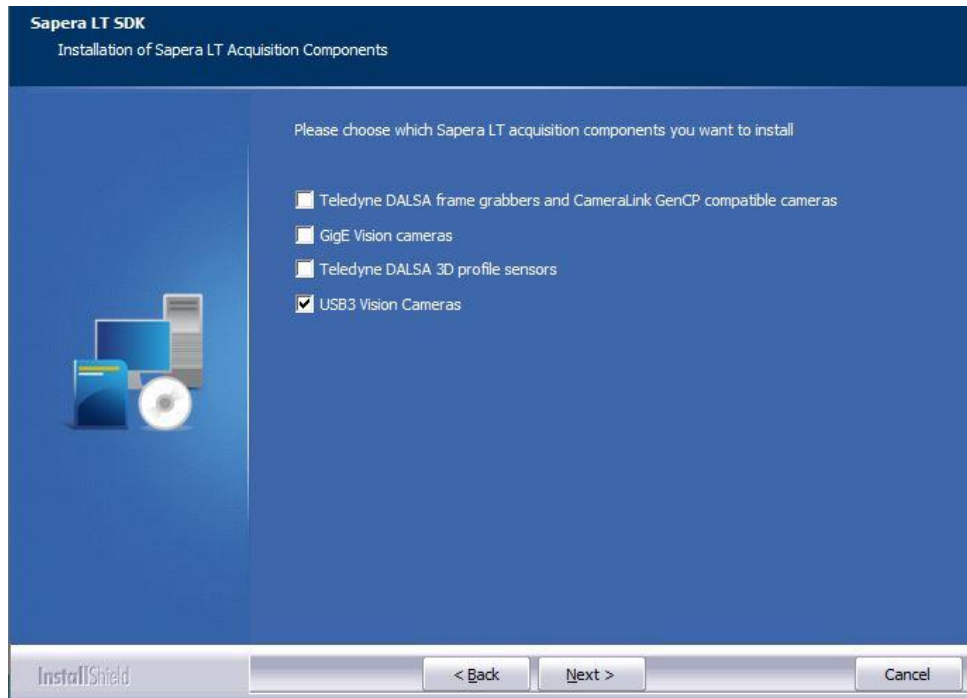 Sapera LT SDK
Installation of Sapera LT Acquisition Components
Please choose which Sapera LT acquisition components you want to install
Teledyne DALSA frame grabbers and CameraLink GenCP compatible cameras
GigE Vision cameras
Teledyne DALSA 3D profile sensors
USB3 Vision Cameras
InstallShield
< Back
Next >
Cancel